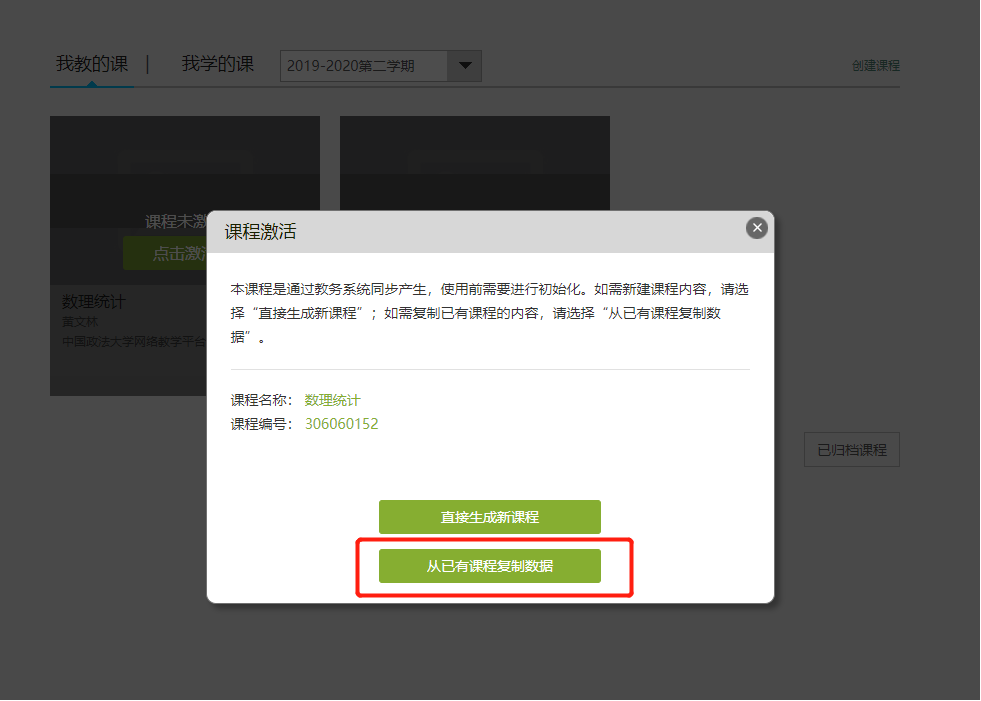 我教的课 | 我学的课 2019-2020第二学期 创建课程
课程未激
点击激
数理统计
黄文林
中国政法大学网络教学平台
课程激活
本课程是通过教务系统同步产生，使用前需要进行初始化。如需新建课程内容，请选
择“直接生成新课程”；如需复制已有课程的内容，请选择“从已有课程复制数
据”。
课程名称： 数理统计
课程编号： 306060152
已归档课程
直接生成新课程
从已有课程复制数据